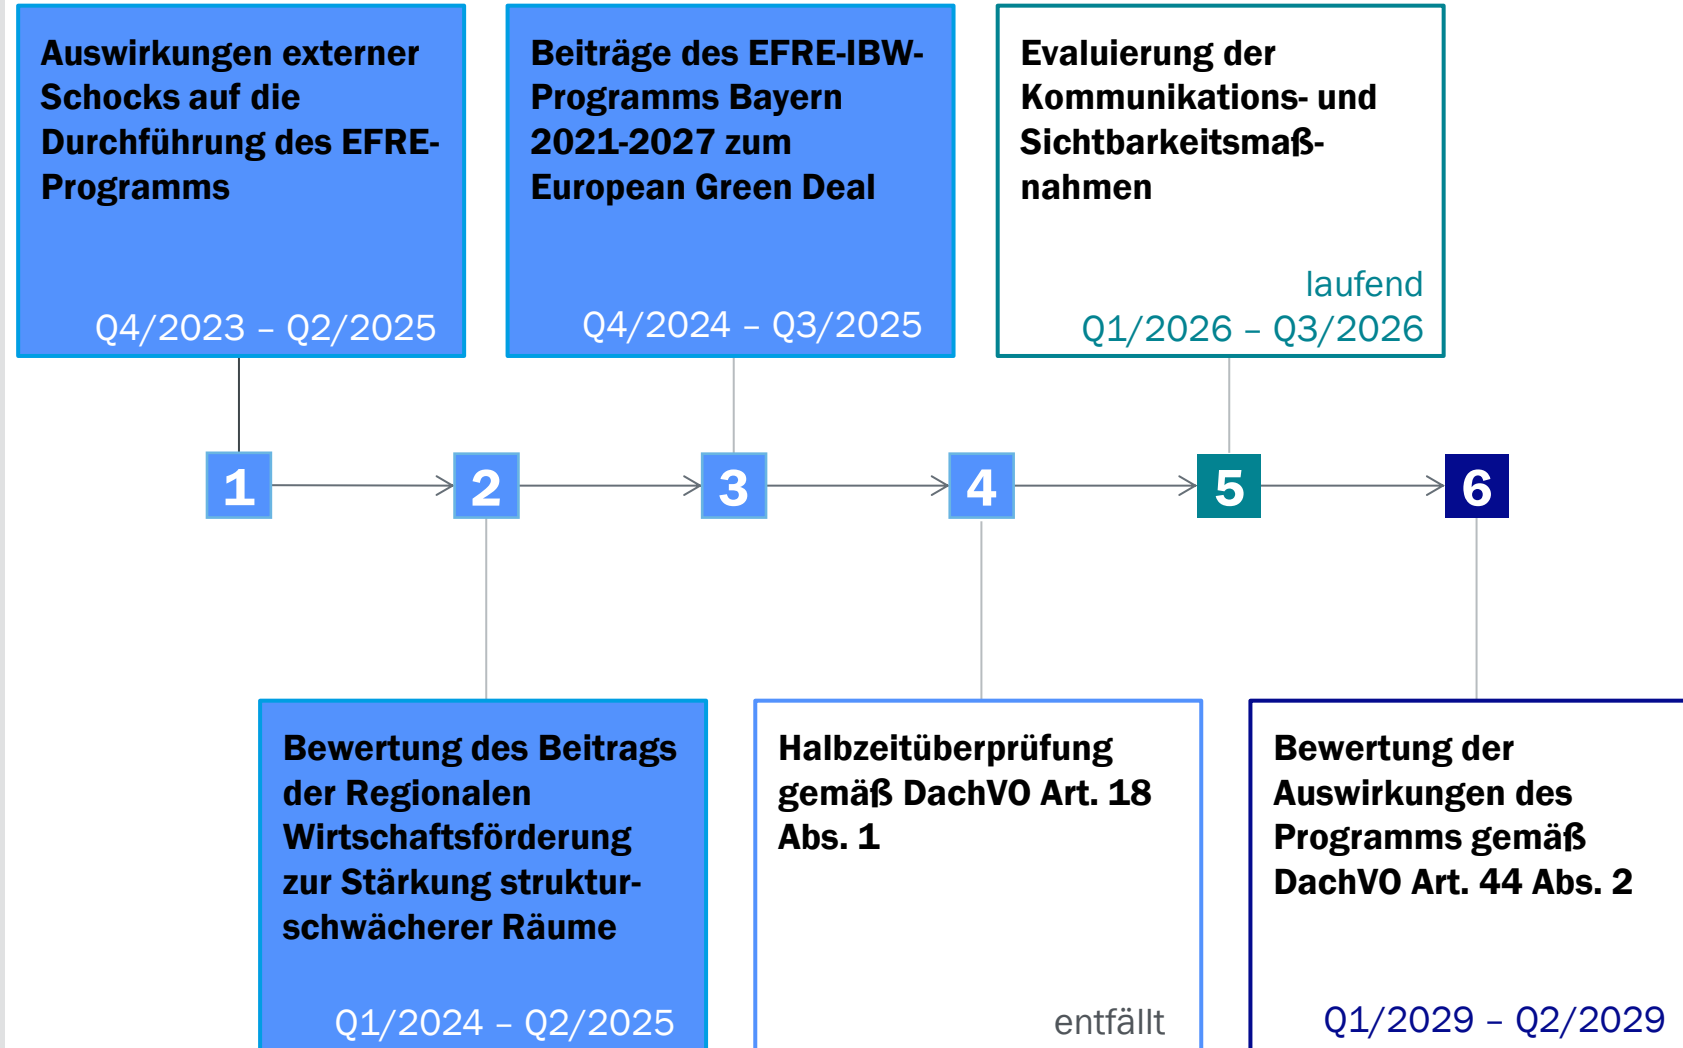 Auswirkungen externer
Schocks auf die
Durchführung des EFRE-
Programms
Q4/2023 – Q2/2025
Beiträge des EFRE-IBW-
Programms Bayern
2021-2027 zum
European Green Deal
Q4/2024 – Q3/2025
Evaluierung der
Kommunikations- und
Sichtbarkeitsmaß-
nahmen
laufend
Q1/2026 – Q3/2026
1
2
3
4
5
6
Bewertung des Beitrags
der Regionalen
Wirtschaftsförderung
zur Stärkung struktur-
schwächerer Räume
Q1/2024 – Q2/2025
Halbzeitüberprüfung
gemäß DachVO Art. 18
Abs. 1
entfällt
Bewertung der
Auswirkungen des
Programms gemäß
DachVO Art. 44 Abs. 2
Q1/2029 – Q2/2029